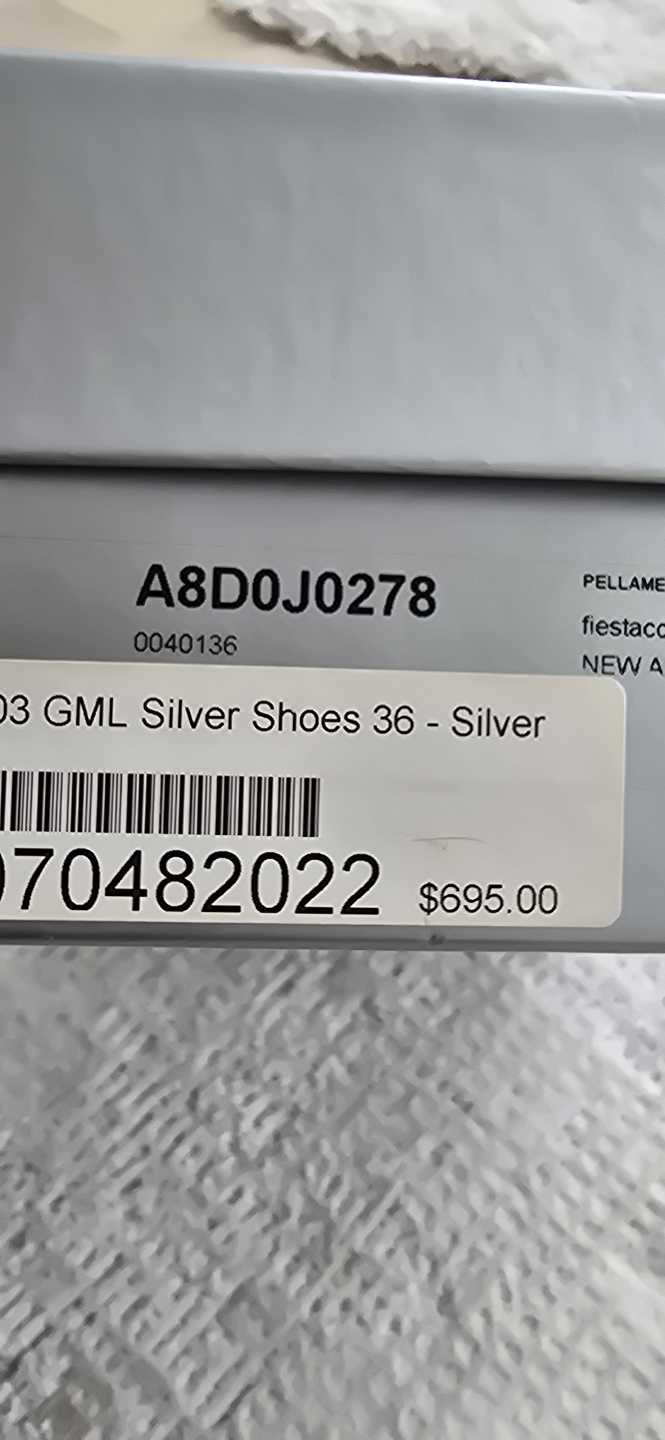 A8D0J0278
0040136
PELLAME
fiestaco
NEW A
03 GML Silver Shoes 36 - Silver
070482022
$695.00